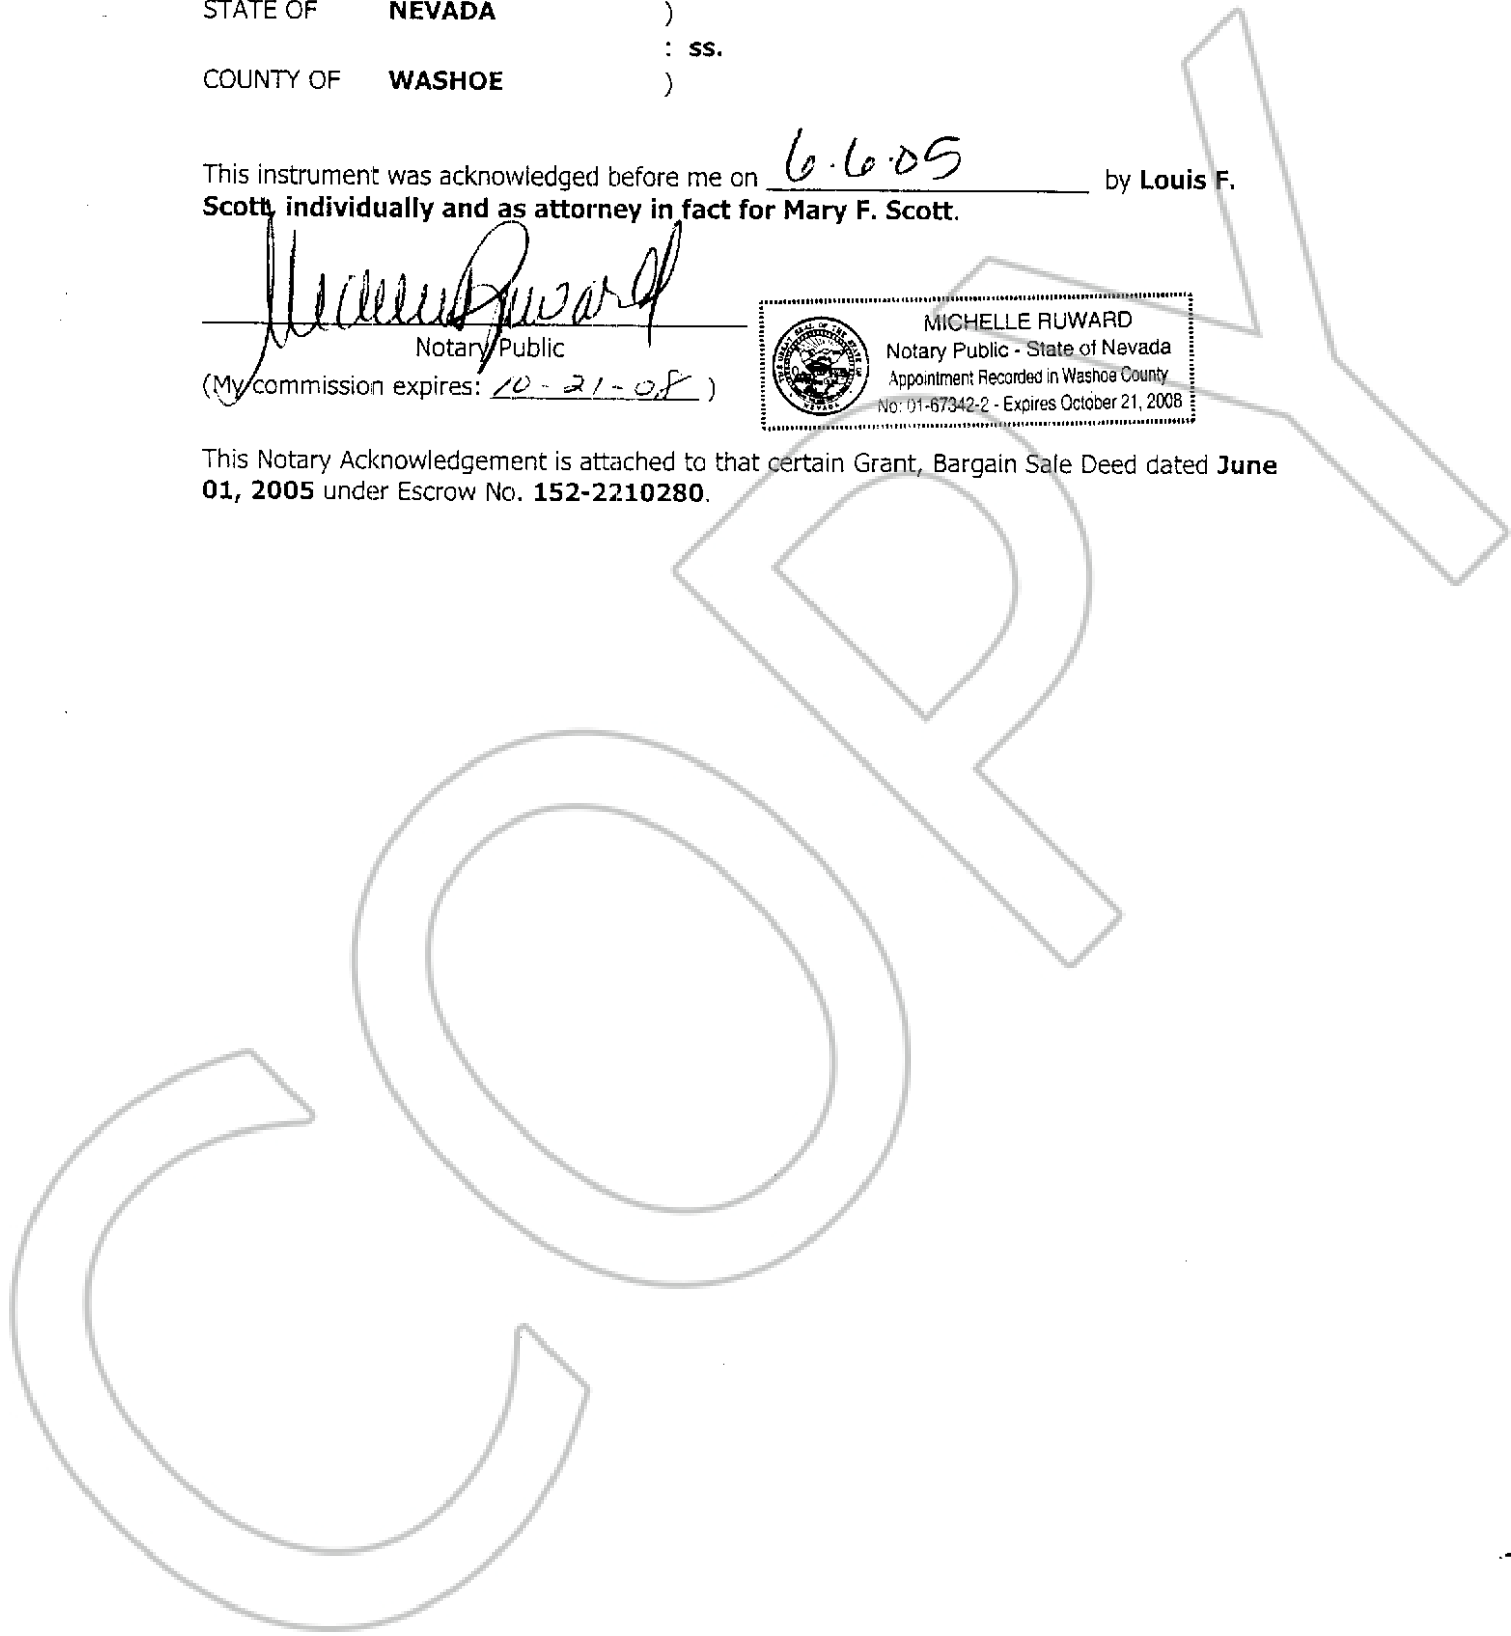 STATE OF NEVADA )
: ss.
COUNTY OF WASHOE )
This instrument was acknowledged before me on 6.6.05 by Louis F.
Scott, individually and as attorney in fact for Mary F. Scott.
Michelle Ruward
Notary Public
(My commission expires: 10-21-08 )
MICHELLE RUWARD
Notary Public - State of Nevada
Appointment Recorded in Washoe County
No: 01-67342-2 - Expires October 21, 2008
This Notary Acknowledgement is attached to that certain Grant, Bargain Sale Deed dated June
01, 2005 under Escrow No. 152-2210280.
COPY